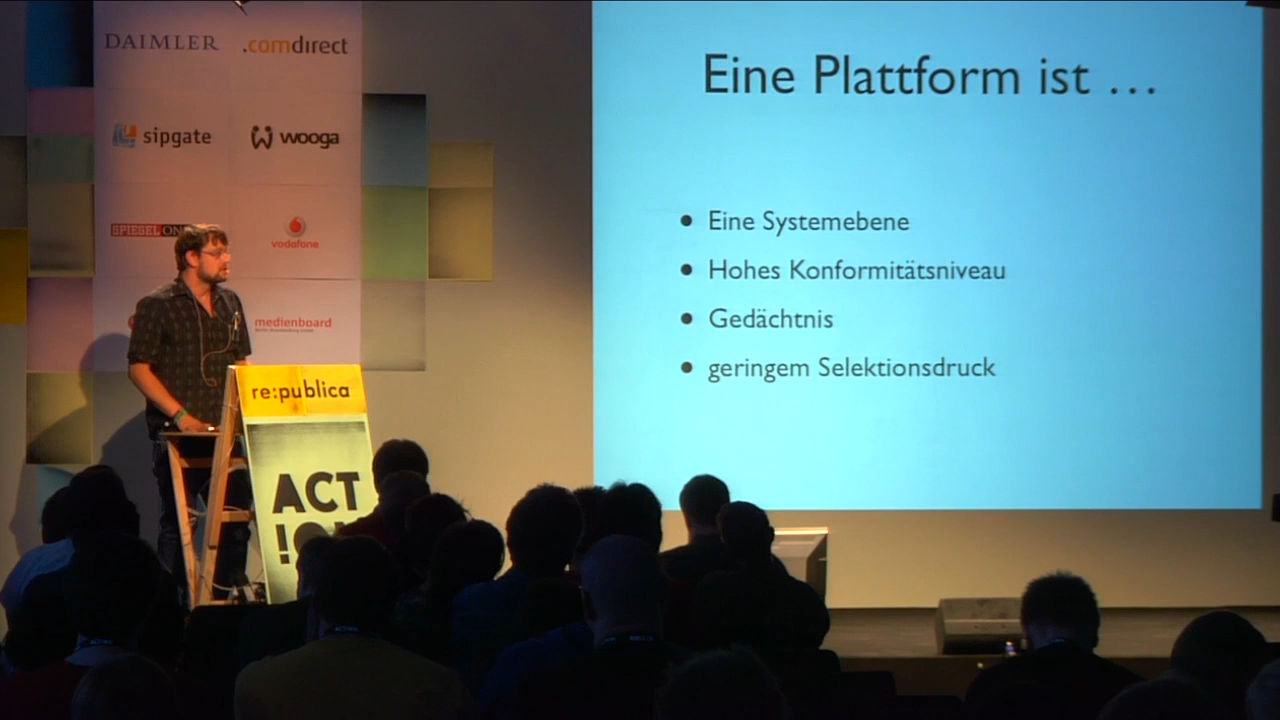 DAIMLER
.comdirect
sipgate
wooga
SPIEGEL
vodafone
medienboard
re:publica
ACT
Eine Plattform ist ...
• Eine Systemebene
• Hohes Konformitätsniveau
• Gedächtnis
• geringem Selektionsdruck